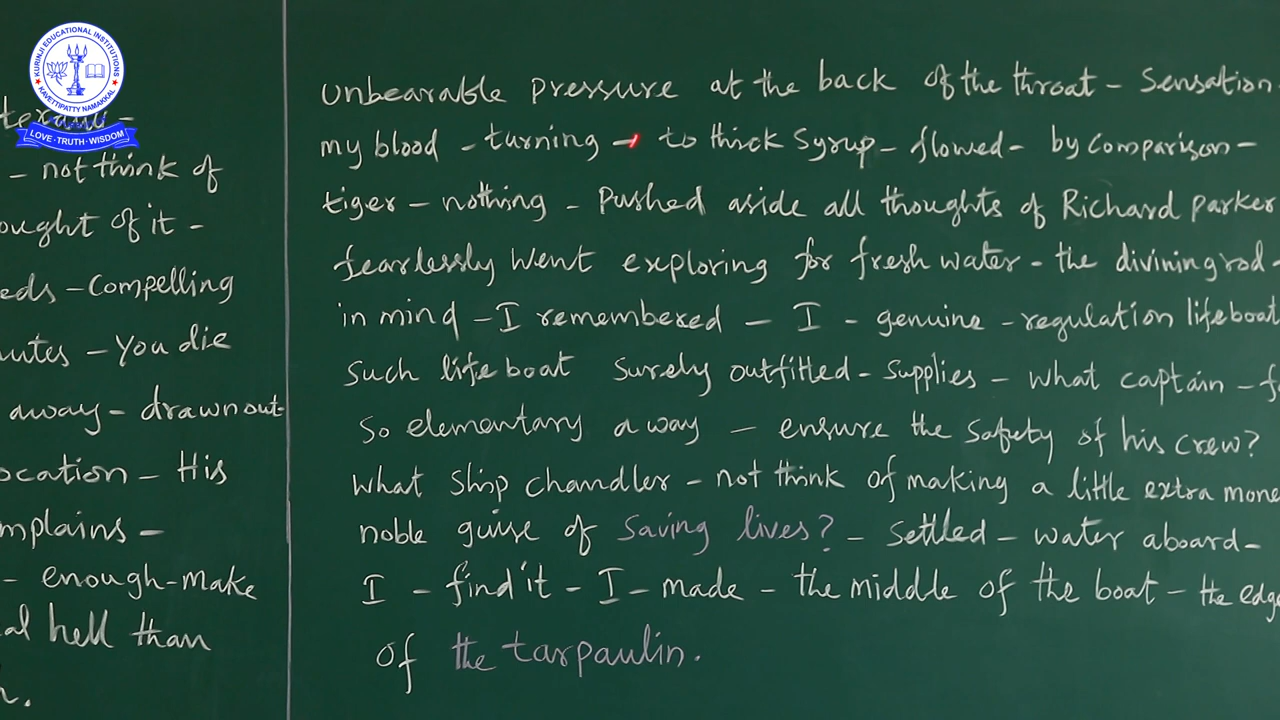 KURINJI EDUCATIONAL INSTITUTIONS
KAVETTIPATTY NAMAKKAL
LOVE - TRUTH - WISDOM
- not think of
ought of it -
eds - Compelling
nutes - You die
away - drawn out-
ocation - His
mplains -
- enough - make
al hell than
n.
unbearable pressure at the back of the throat - Sensation
my blood - turning - to thick Syrup - flowed - by Comparison -
tiger - nothing - Pushed aside all thoughts of Richard Parker
fearlessly went exploring for fresh water - the divining rod -
in mind - I remembered - I - genuine - regulation lifeboat
Such lifeboat Surely outfitted - Supplies - what captain - f
So elementary away - ensure the Safety of his crew?
what Ship chandler - not think of making a little extra mone
noble guise of Saving lives? - Settled - water aboard -
I - find it - I - made - the middle of the boat - the edge
of the tarpaulin.